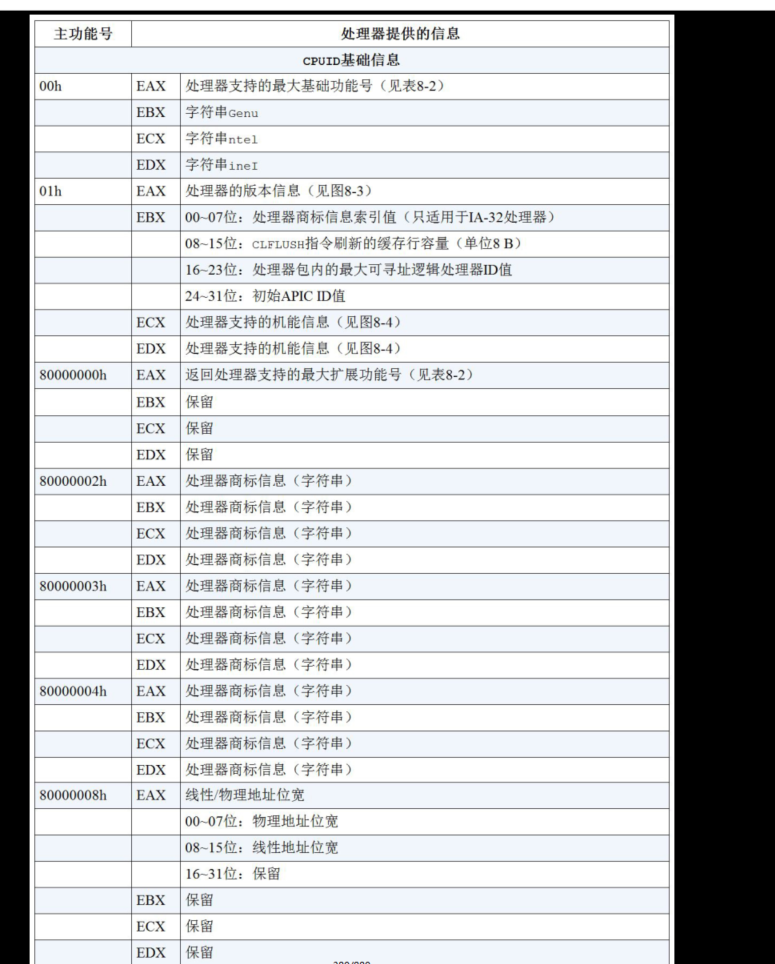 主功能号 处理器提供的信息
CPUID基础信息
00h EAX 处理器支持的最大基础功能号（见表8-2）
EBX 字符串Genu
ECX 字符串ntel
EDX 字符串ineI
01h EAX 处理器的版本信息（见图8-3）
EBX 00~07位：处理器商标信息索引值（只适用于IA-32处理器）
08~15位：CLFLUSH指令刷新的缓存行容量（单位8 B）
16~23位：处理器包内的最大可寻址逻辑处理器ID值
24~31位：初始APIC ID值
ECX 处理器支持的机能信息（见图8-4）
EDX 处理器支持的机能信息（见图8-4）
80000000h EAX 返回处理器支持的最大扩展功能号（见表8-2）
EBX 保留
ECX 保留
EDX 保留
80000002h EAX 处理器商标信息（字符串）
EBX 处理器商标信息（字符串）
ECX 处理器商标信息（字符串）
EDX 处理器商标信息（字符串）
80000003h EAX 处理器商标信息（字符串）
EBX 处理器商标信息（字符串）
ECX 处理器商标信息（字符串）
EDX 处理器商标信息（字符串）
80000004h EAX 处理器商标信息（字符串）
EBX 处理器商标信息（字符串）
ECX 处理器商标信息（字符串）
EDX 处理器商标信息（字符串）
80000008h EAX 线性/物理地址位宽
00~07位：物理地址位宽
08~15位：线性地址位宽
16~31位：保留
EBX 保留
ECX 保留
EDX 保留